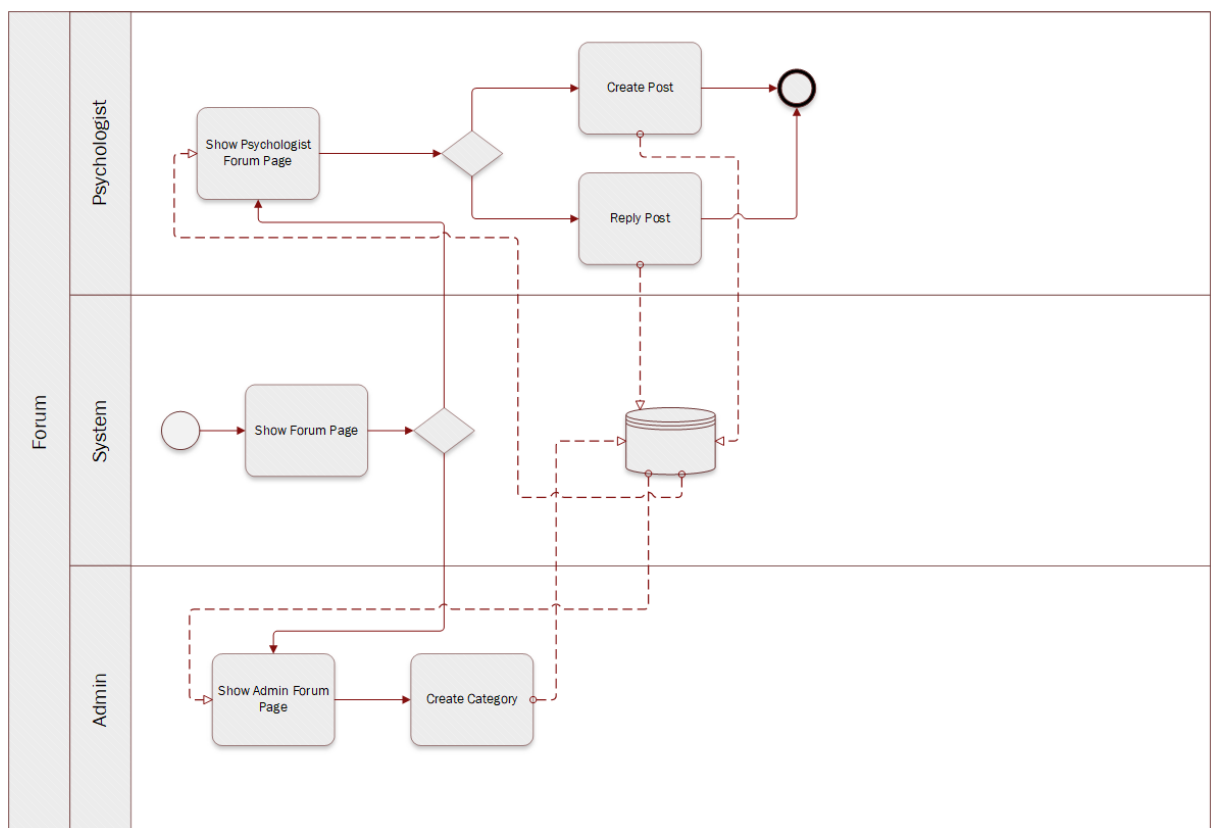 Forum
Psychologist
Show Psychologist
Forum Page
Create Post
Reply Post
System
Show Forum Page
Admin
Show Admin Forum
Page
Create Category